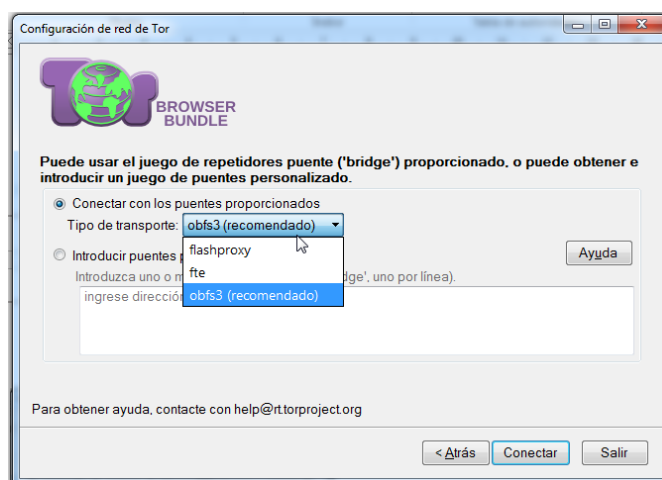 Configuración de red de Tor
Tor
BROWSER
BUNDLE
Puede usar el juego de repetidores puente ('bridge') proporcionado, o puede obtener e
introducir un juego de puentes personalizado.
Conectar con los puentes proporcionados
Tipo de transporte: obfs3 (recomendado)
flashproxy
Introducir puentes
Ayuda
fte
Introduzca uno o
dge', uno por línea).
obfs3 (recomendado)
ingrese dirección
Para obtener ayuda, contacte con help@rt.torproject.org
< Atrás
Conectar
Salir